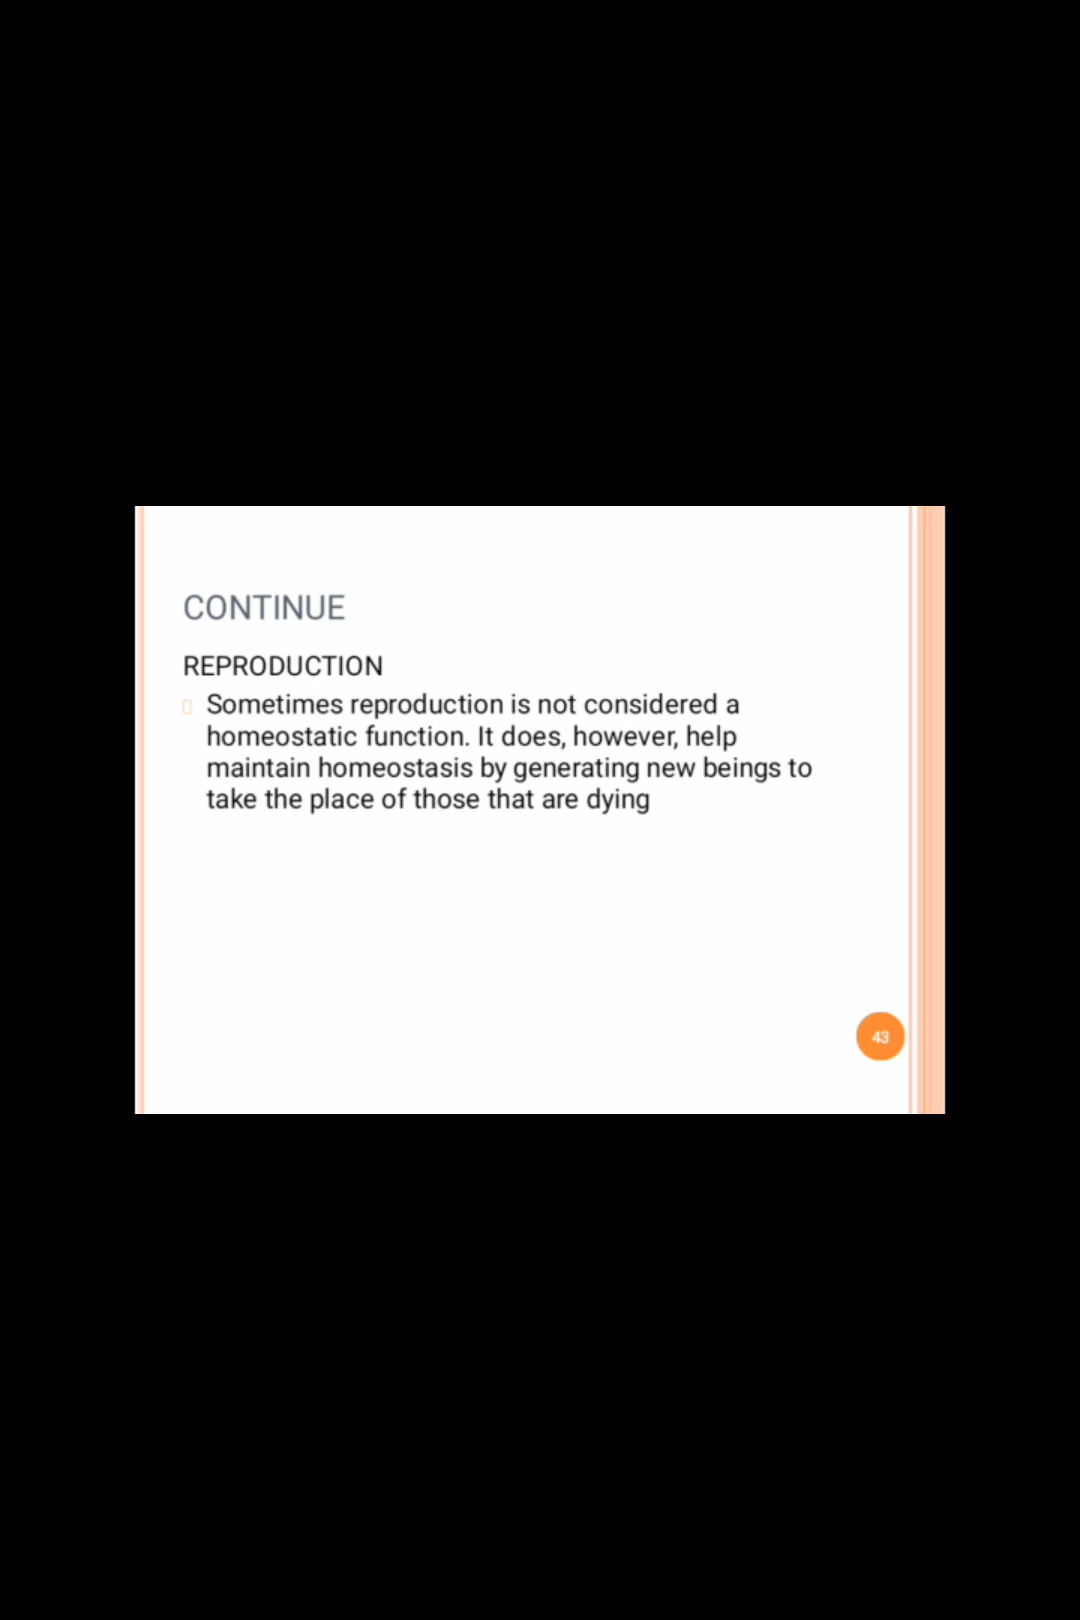 CONTINUE
REPRODUCTION
Sometimes reproduction is not considered a
homeostatic function. It does, however, help
maintain homeostasis by generating new beings to
take the place of those that are dying
43